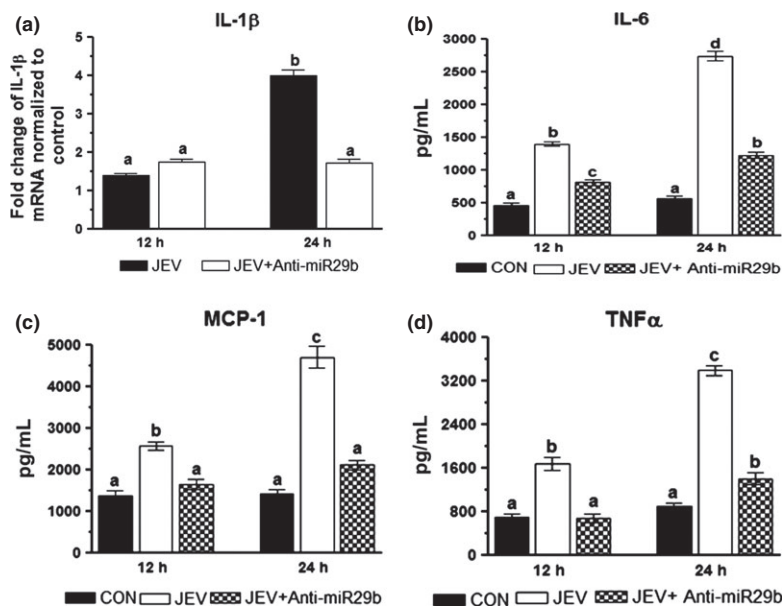 (a)
IL-1β
Fold change of IL-1β
mRNA normalized to
control
5
4
3
2
1
0
a
a
b
a
12 h
24 h
JEV
JEV+Anti-miR29b
(b)
IL-6
pg/mL
3000
2500
2000
1500
1000
500
0
a
b
c
a
d
b
12 h
24 h
CON
JEV
JEV+ Anti-miR29b
(c)
MCP-1
pg/mL
5000
4000
3000
2000
1000
0
a
b
a
a
c
a
12 h
24 h
CON
JEV
JEV+Anti-miR29b
(d)
TNFα
pg/mL
4000
3200
2400
1600
800
0
a
b
a
a
c
b
12 h
24 h
CON
JEV
JEV+ Anti-miR29b